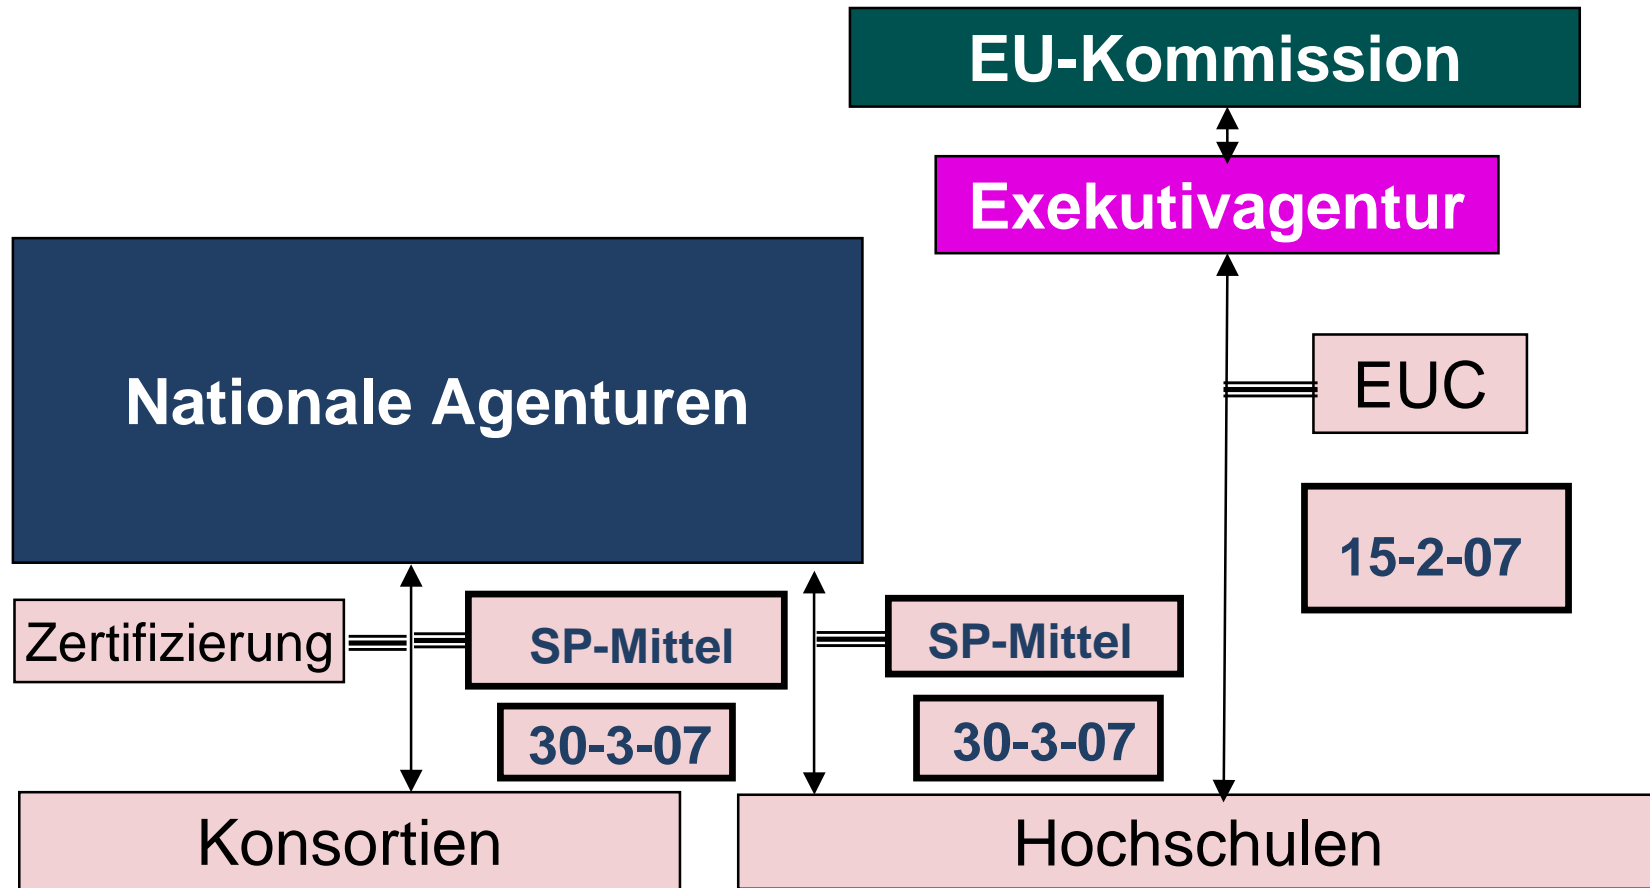 EU-Kommission
Exekutivagentur
Nationale Agenturen
EUC
15-2-07
Zertifizierung
SP-Mittel
SP-Mittel
30-3-07
30-3-07
Konsortien
Hochschulen